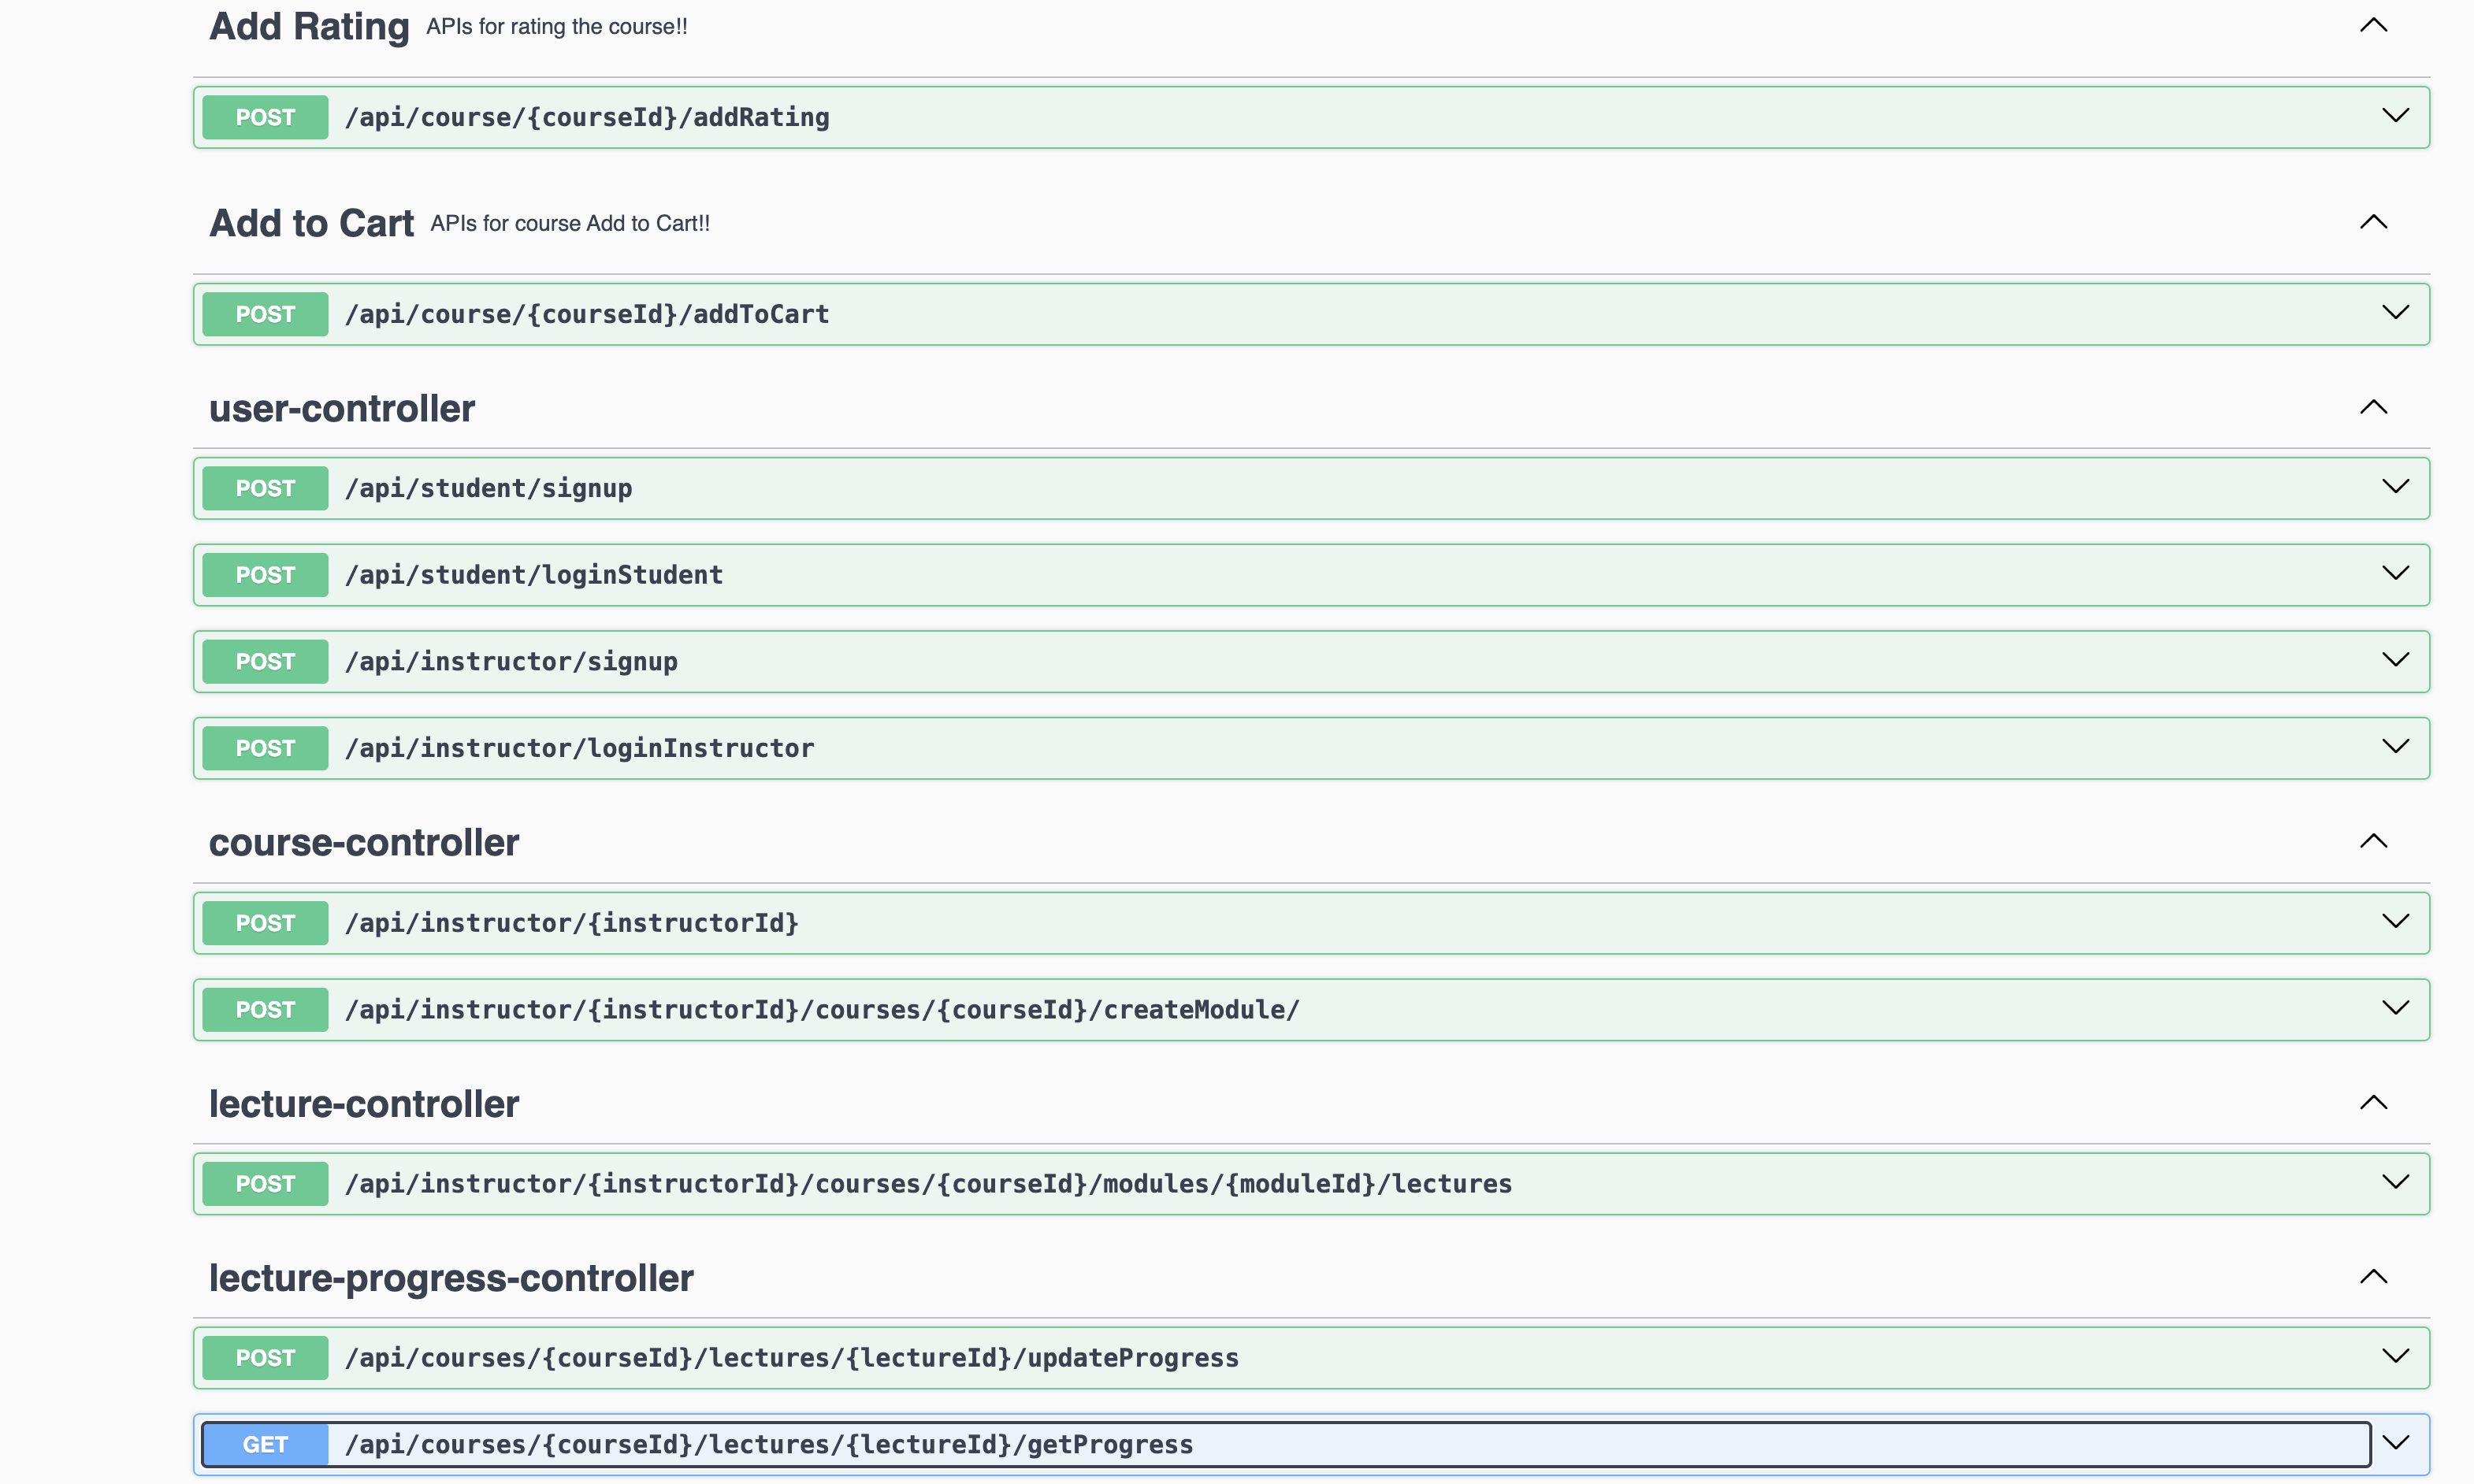 Add Rating APIs for rating the course!!
POST /api/course/{courseId}/addRating
Add to Cart APIs for course Add to Cart!!
POST /api/course/{courseId}/addToCart
user-controller
POST /api/student/signup
POST /api/student/loginStudent
POST /api/instructor/signup
POST /api/instructor/loginInstructor
course-controller
POST /api/instructor/{instructorId}
POST /api/instructor/{instructorId}/courses/{courseId}/createModule/
lecture-controller
POST /api/instructor/{instructorId}/courses/{courseId}/modules/{moduleId}/lectures
lecture-progress-controller
POST /api/courses/{courseId}/lectures/{lectureId}/updateProgress
GET /api/courses/{courseId}/lectures/{lectureId}/getProgress